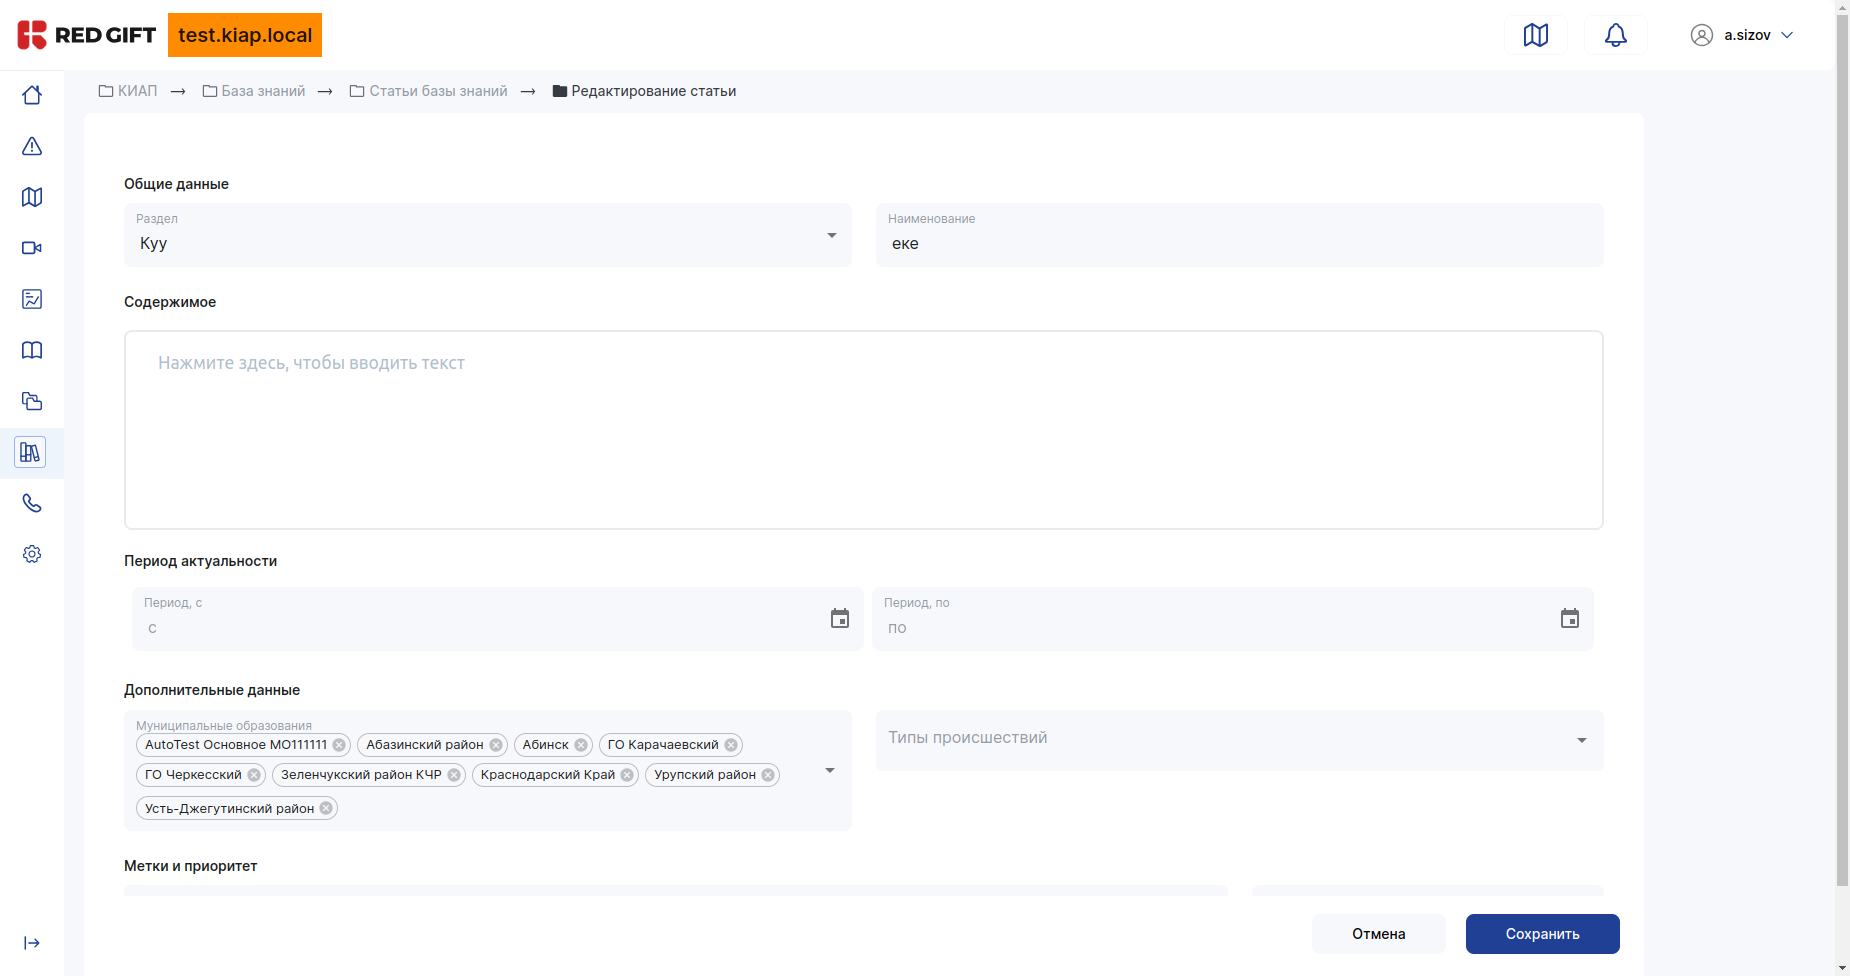 RED GIFT
test.kiap.local
a.sizov
КИАП → База знаний → Статьи базы знаний → Редактирование статьи
Общие данные
Раздел
Куу
Наименование
еке
Содержимое
Нажмите здесь, чтобы вводить текст
Период актуальности
Период, с
с
Период, по
по
Дополнительные данные
Муниципальные образования
AutoTest Основное МО111111 Абазинский район Абинск ГО Карачаевский
ГО Черкесский Зеленчукский район КЧР Краснодарский Край Урупский район
Усть-Джегутинский район
Типы происшествий
Метки и приоритет
Отмена
Сохранить